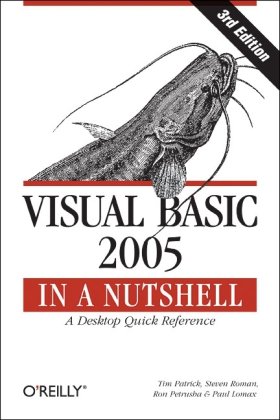 3rd Edition
VISUAL BASIC
2005
IN A NUTSHELL
A Desktop Quick Reference
O'REILLY®
Tim Patrick, Steven Roman,
Ron Petrusha & Paul Lomax